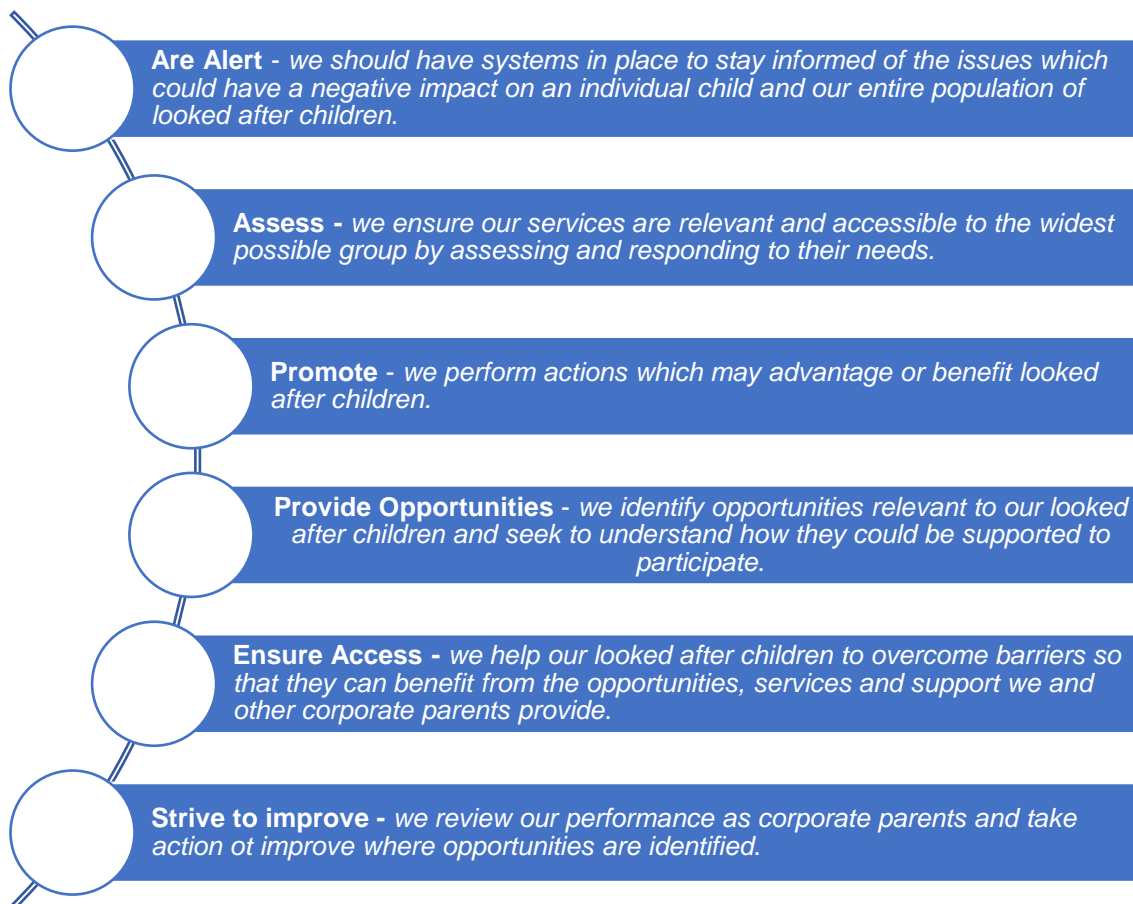 Are Alert - we should have systems in place to stay informed of the issues which
could have a negative impact on an individual child and our entire population of
looked after children.
Assess - we ensure our services are relevant and accessible to the widest
possible group by assessing and responding to their needs.
Promote - we perform actions which may advantage or benefit looked
after children.
Provide Opportunities - we identify opportunities relevant to our looked
after children and seek to understand how they could be supported to
participate.
Ensure Access - we help our looked after children to overcome barriers so
that they can benefit from the opportunities, services and support we and
other corporate parents provide.
Strive to improve - we review our performance as corporate parents and take
action ot improve where opportunities are identified.